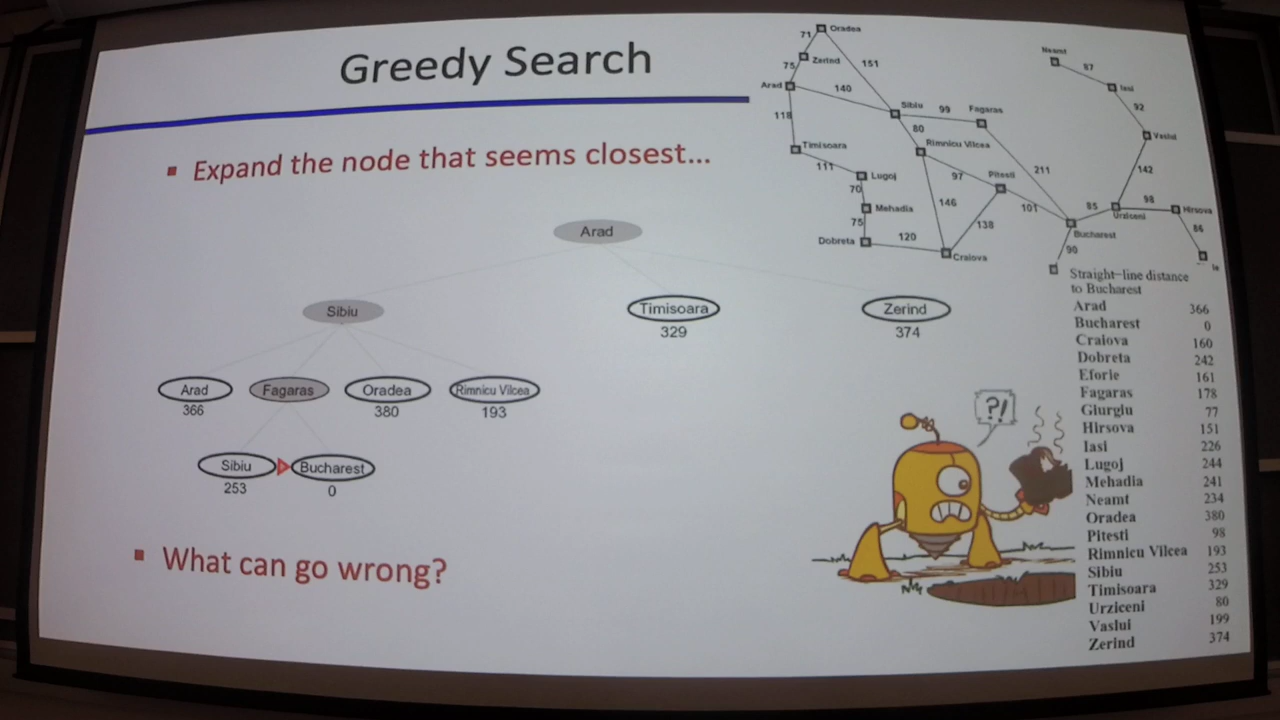 Greedy Search
▪ Expand the node that seems closest...
Arad
Sibiu
Timisoara
Zerind
329
374
Arad
Fagaras
Oradea
Rimnicu Vilcea
366
380
193
Sibiu
Bucharest
253
0
▪ What can go wrong?
?!
Oradea
71
Zerind
75
151
Arad
140
118
Sibiu
99
Fagaras
80
Timisoara
Rimnicu Vilcea
111
Lugoj
97
Pitesti
211
70
Mehadia
146
101
75
138
Dobreta
120
Craiova
Bucharest
90
Neamt
87
Iasi
92
Vaslui
142
85
98
Urziceni
Hirsova
86
Straight-line distance
to Bucharest
Arad 366
Bucharest 0
Craiova 160
Dobreta 242
Eforie 161
Fagaras 178
Giurgiu 77
Hirsova 151
Iasi 226
Lugoj 244
Mehadia 241
Neamt 234
Oradea 380
Pitesti 98
Rimnicu Vilcea 193
Sibiu 253
Timisoara 329
Urziceni 80
Vaslui 199
Zerind 374